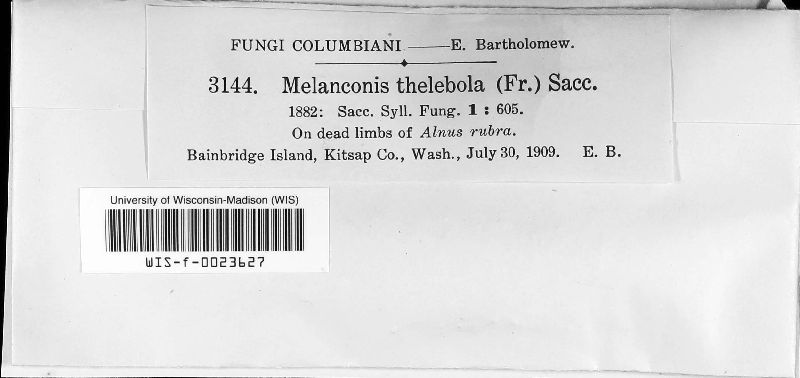 FUNGI COLUMBIANI —— E. Bartholomew.
3144. Melanconis thelebola (Fr.) Sacc.
1882: Sacc. Syll. Fung. 1 : 605.
On dead limbs of Alnus rubra.
Bainbridge Island, Kitsap Co., Wash., July 30, 1909. E. B.
University of Wisconsin-Madison (WIS)
WIS-f-0023627